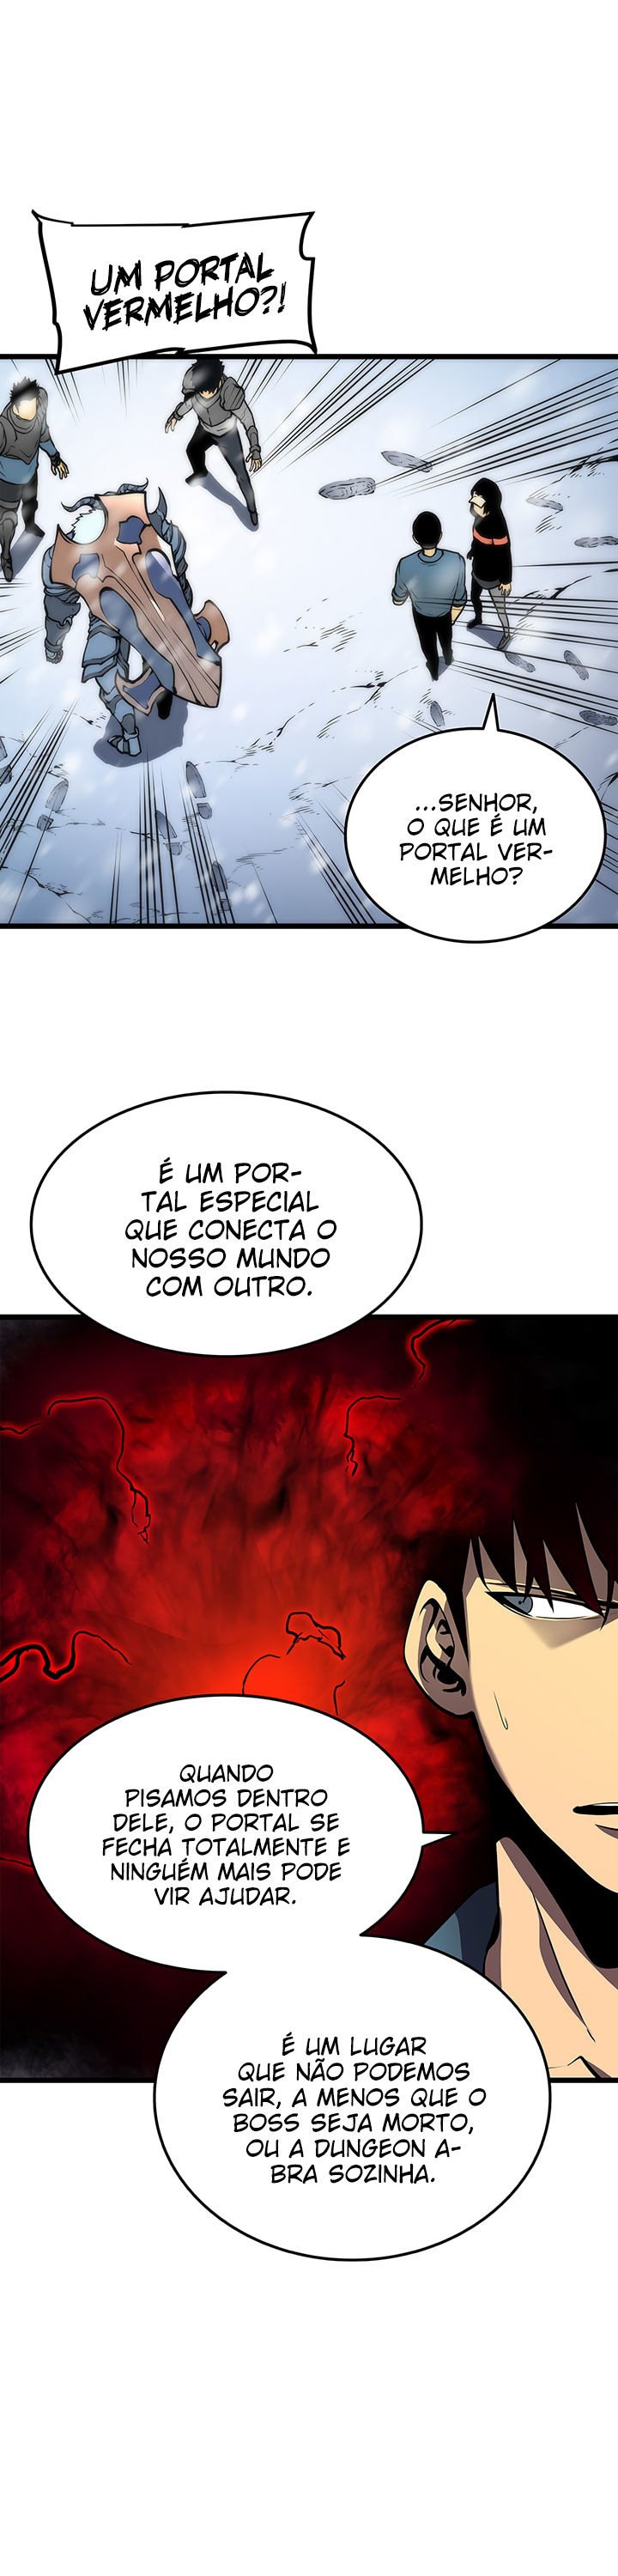 UM PORTAL
VERMELHO?!
...SENHOR,
O QUE É UM
PORTAL VER-
MELHO?
É UM POR-
TAL ESPECIAL
QUE CONECTA O
NOSSO MUNDO
COM OUTRO.
QUANDO
PISAMOS DENTRO
DELE, O PORTAL SE
FECHA TOTALMENTE E
NINGUÉM MAIS PODE
VIR AJUDAR.
É UM LUGAR
QUE NÃO PODEMOS
SAIR, A MENOS QUE O
BOSS SEJA MORTO,
OU A DUNGEON A-
BRA SOZINHA.